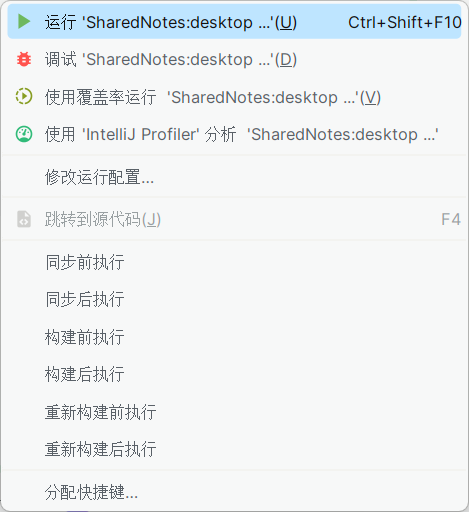 运行 'SharedNotes:desktop ...'(U) Ctrl+Shift+F10
调试 'SharedNotes:desktop ...'(D)
使用覆盖率运行 'SharedNotes:desktop ...'(V)
使用 'IntelliJ Profiler' 分析 'SharedNotes:desktop ...'
修改运行配置...
跳转到源代码(J) F4
同步前执行
同步后执行
构建前执行
构建后执行
重新构建前执行
重新构建后执行
分配快捷键...